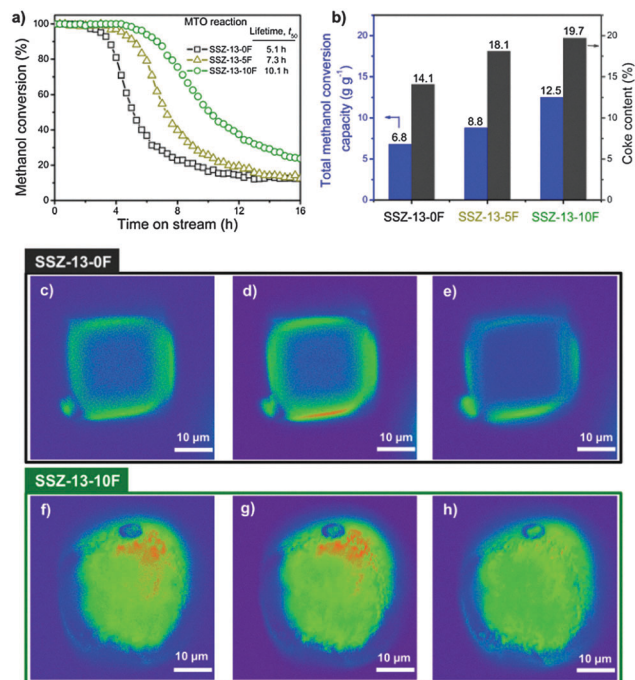 a)
MTO reaction
Lifetime, t50
SSZ-13-0F 5.1 h
SSZ-13-5F 7.3 h
SSZ-13-10F 10.1 h
Methanol conversion (%)
100
80
60
40
20
0
0 4 8 12 16
Time on stream (h)
b)
Total methanol conversion
capacity (g g-1)
25
20
15
10
5
0
6.8
14.1
8.8
18.1
12.5
19.7
20
15
10
5
0
Coke content (%)
SSZ-13-0F SSZ-13-5F SSZ-13-10F
SSZ-13-0F
c) d) e)
10 µm 10 µm 10 µm
SSZ-13-10F
f) g) h)
10 µm 10 µm 10 µm